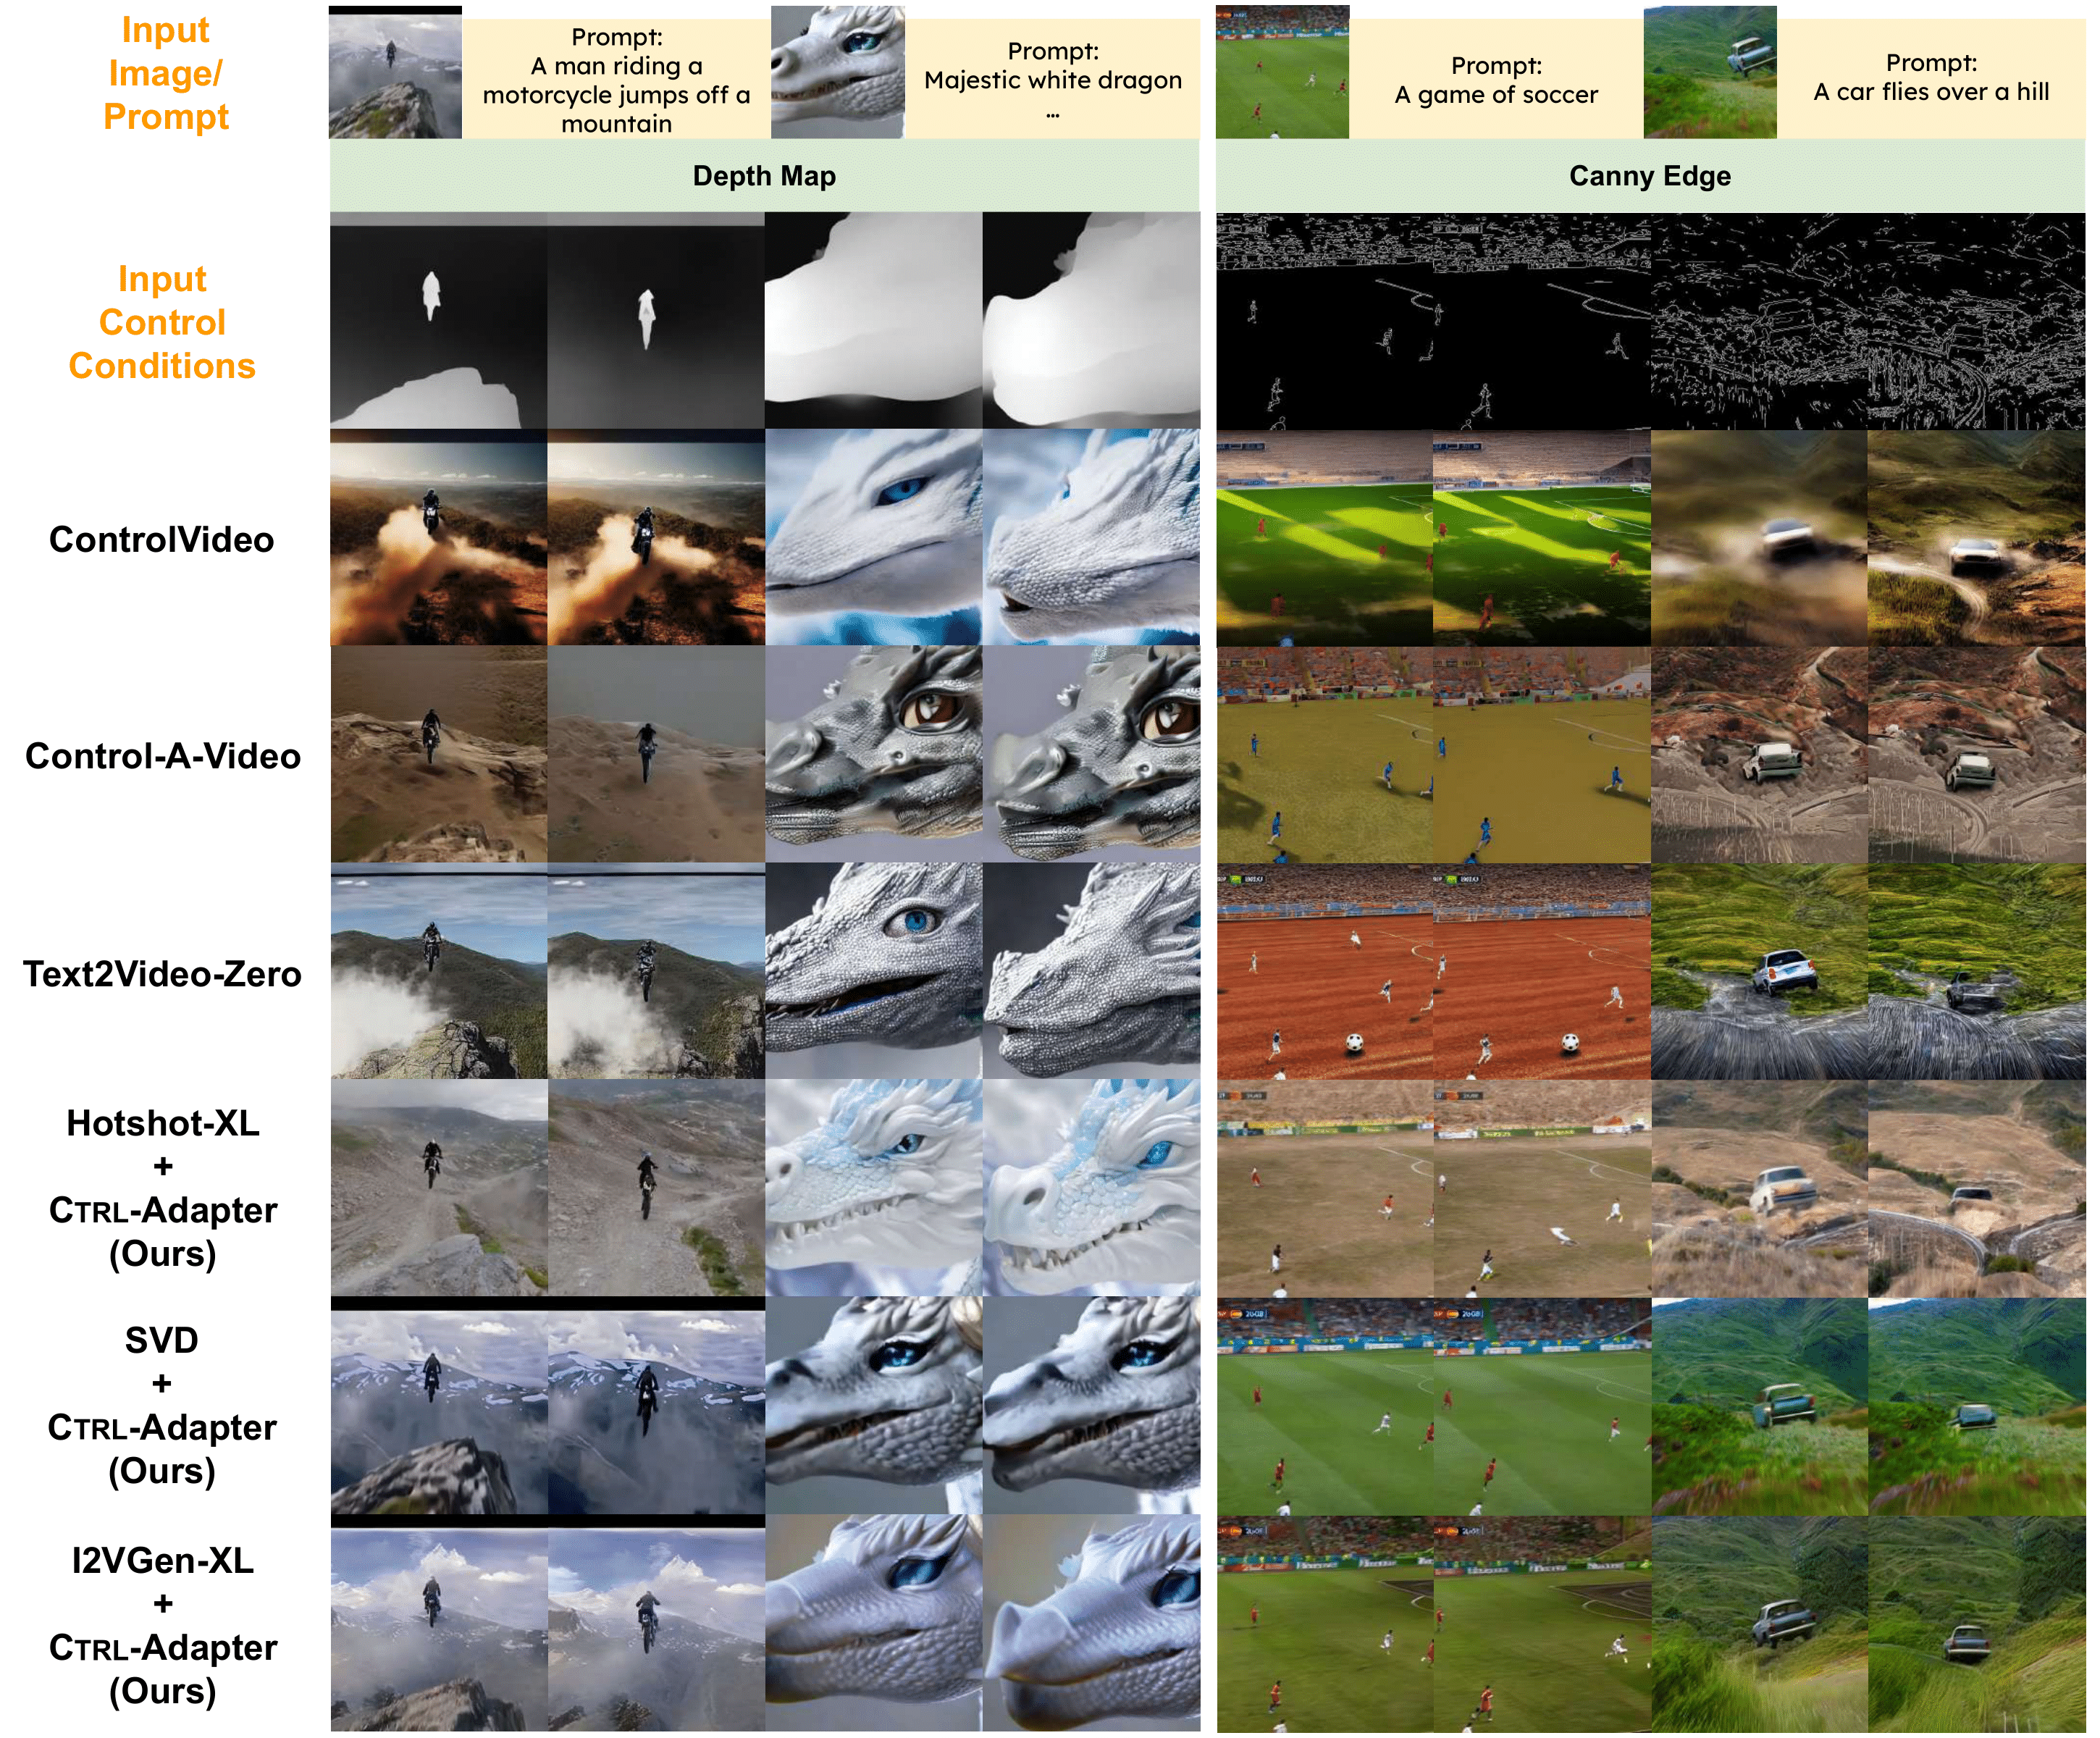 Input
Image/
Prompt
Prompt:
A man riding a
motorcycle jumps off a
mountain
Prompt:
Majestic white dragon
...
Prompt:
A game of soccer
Prompt:
A car flies over a hill
Depth Map
Canny Edge
Input
Control
Conditions
ControlVideo
Control-A-Video
Text2Video-Zero
Hotshot-XL
+
CTRL-Adapter
(Ours)
SVD
+
CTRL-Adapter
(Ours)
I2VGen-XL
+
CTRL-Adapter
(Ours)